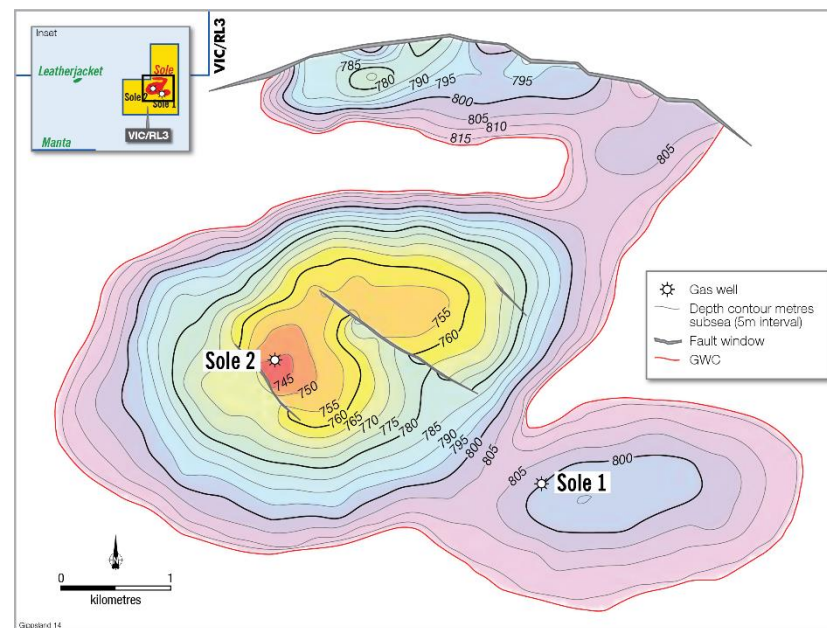 Inset
Leatherjacket
Sole
Sole 2
Sole 1
VIC/RL3
Manta
VIC/RL3
785
780
790
795
795
800
805
810
815
805
755
760
Sole 2
745
750
755
760
765
770
775
780
785
790
795
800
805
805
800
Sole 1
Gas well
Depth contour metres
subsea (5m interval)
Fault window
GWC
N
0
1
kilometres
Gippsland 14